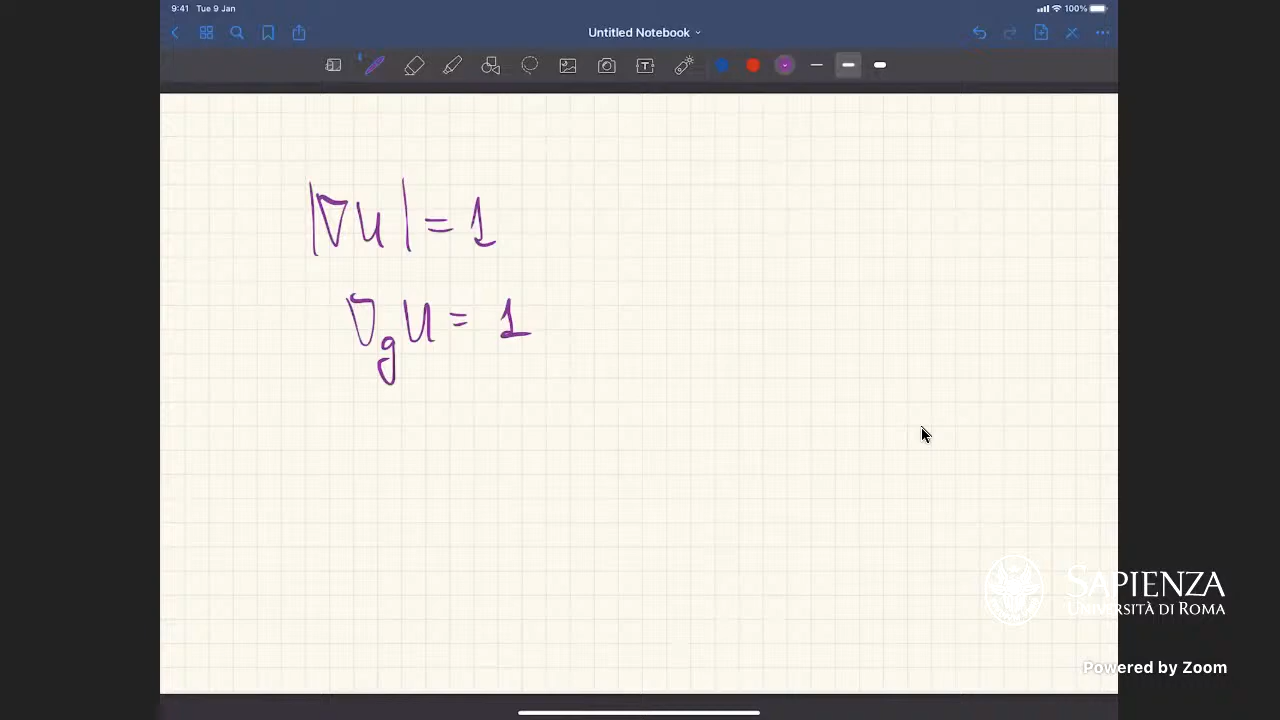 9:41 Tue 9 Jan 100%
Untitled Notebook
|∇u| = 1
∇_g u = 1
SAPIENZA
UNIVERSITÀ DI ROMA
Powered by Zoom